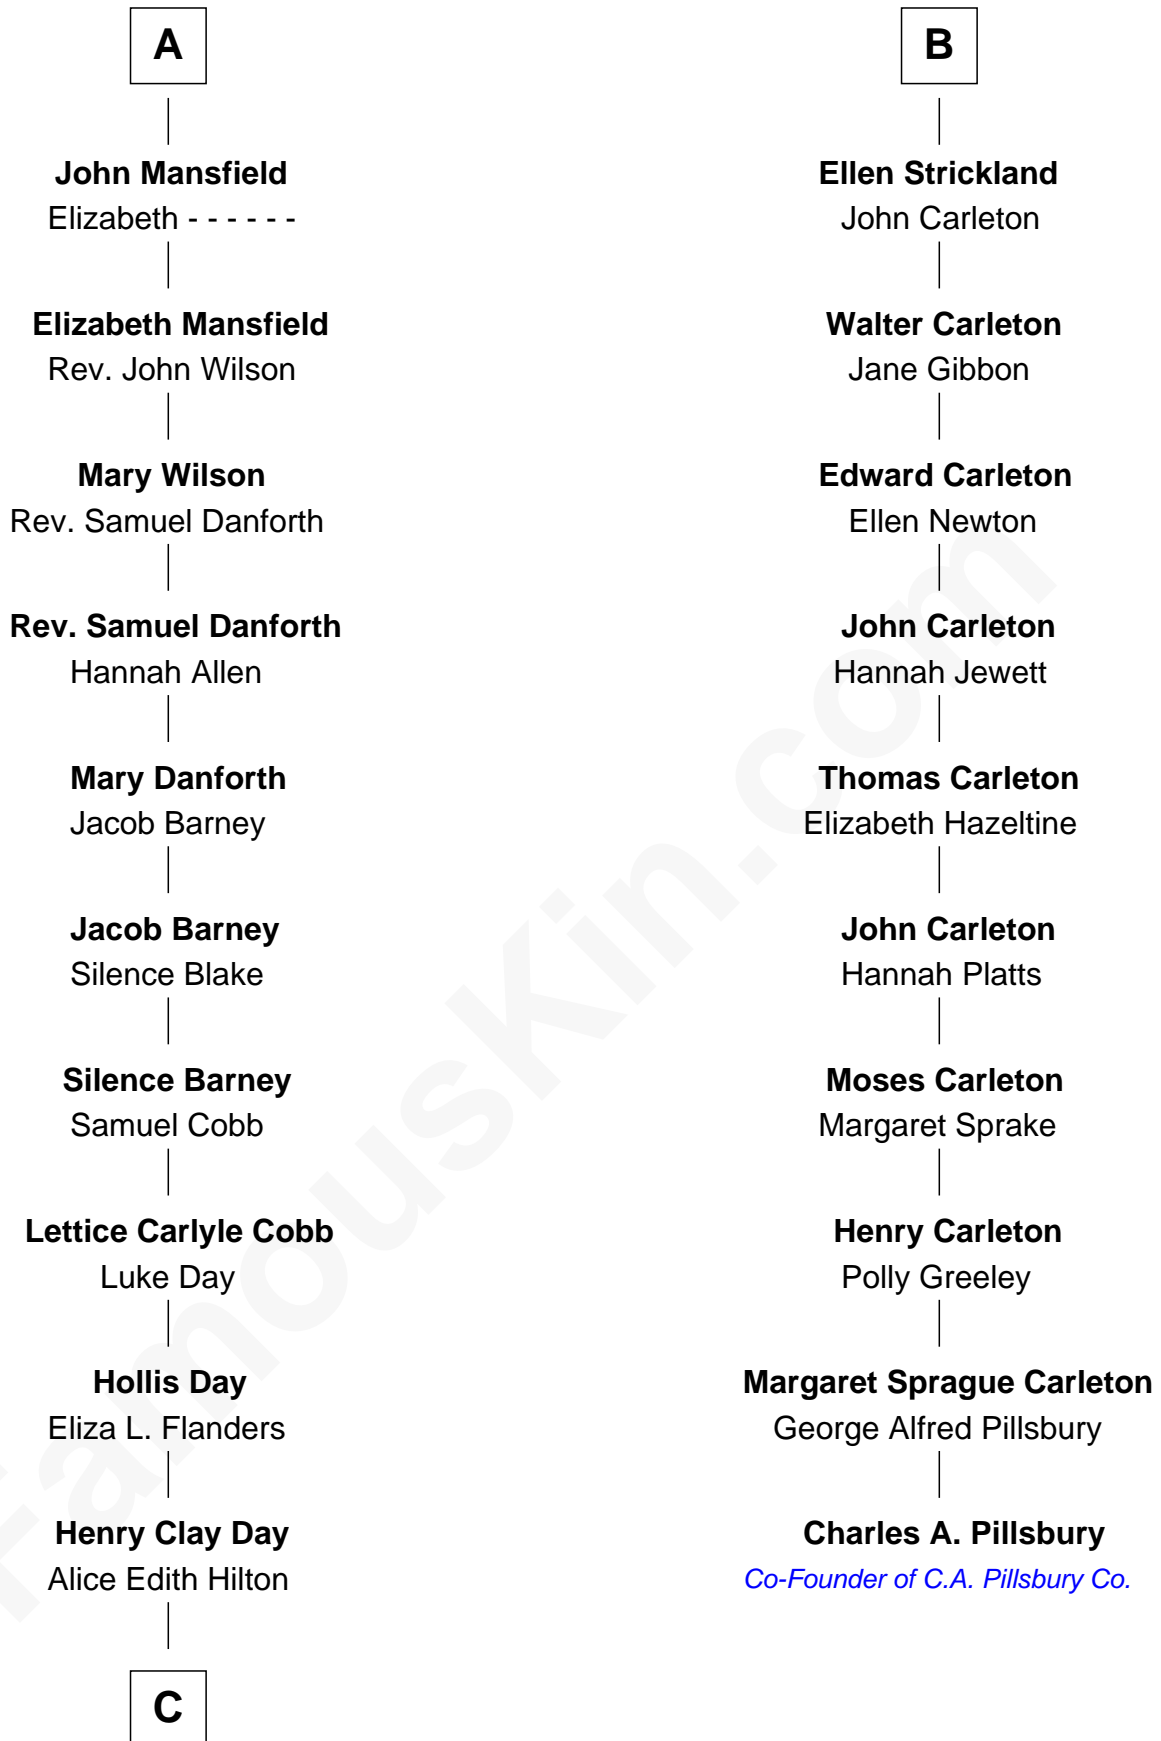 A
John Mansfield
Elizabeth - - - - - -
Elizabeth Mansfield
Rev. John Wilson
Mary Wilson
Rev. Samuel Danforth
Rev. Samuel Danforth
Hannah Allen
Mary Danforth
Jacob Barney
Jacob Barney
Silence Blake
Silence Barney
Samuel Cobb
Lettice Carlyle Cobb
Luke Day
Hollis Day
Eliza L. Flanders
Henry Clay Day
Alice Edith Hilton
C
B
Ellen Strickland
John Carleton
Walter Carleton
Jane Gibbon
Edward Carleton
Ellen Newton
John Carleton
Hannah Jewett
Thomas Carleton
Elizabeth Hazeltine
John Carleton
Hannah Platts
Moses Carleton
Margaret Sprake
Henry Carleton
Polly Greeley
Margaret Sprague Carleton
George Alfred Pillsbury
Charles A. Pillsbury
Co-Founder of C.A. Pillsbury Co.
FamousKin.com